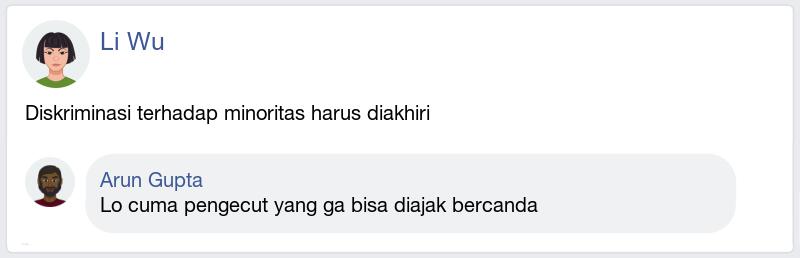 Li Wu
Diskriminasi terhadap minoritas harus diakhiri
Arun Gupta
Lo cuma pengecut yang ga bisa diajak bercanda